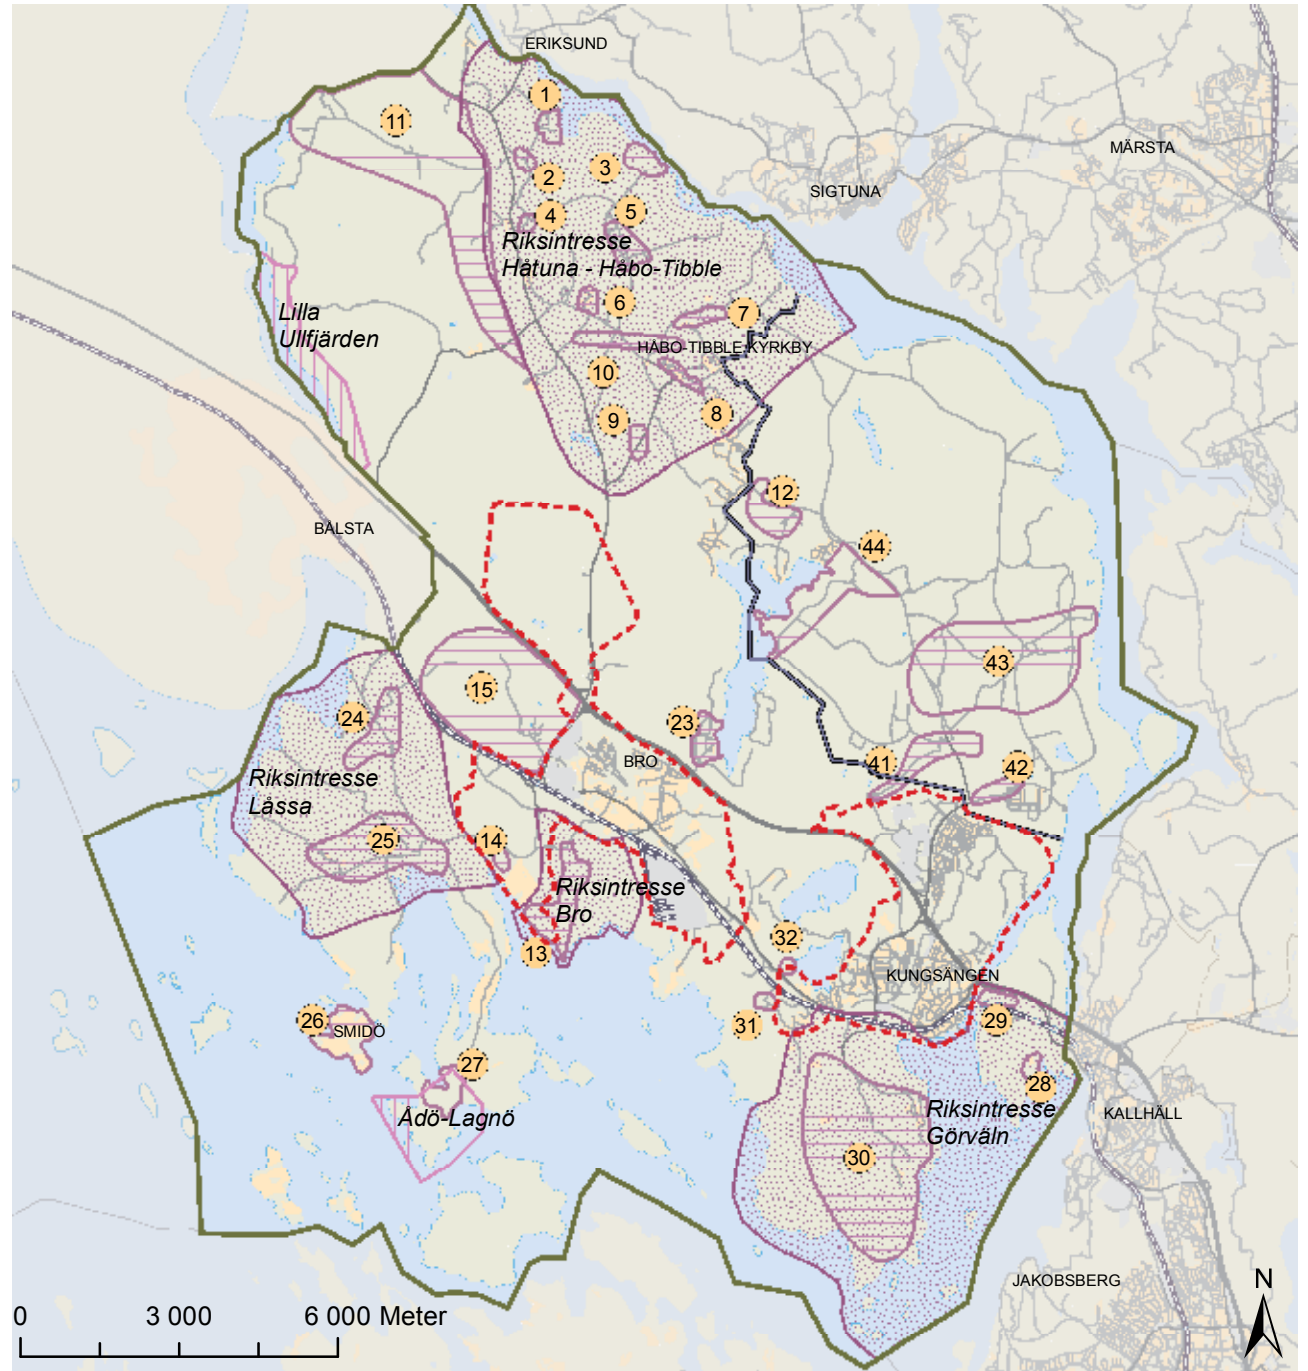 ERIKSUND
1
11
MÄRSTA
3
2
SIGTUNA
5
4
Riksintresse
Håtuna - Håbo-Tibble
6
7
Lilla
Ullfjärden
HÅBO-TIBBLE KYRKBY
10
8
9
12
BÅLSTA
44
43
15
24
23
BRO
41
42
Riksintresse
Låssa
25
14
Riksintresse
Bro
32
13
KUNGSÄNGEN
26
SMIDÖ
31
29
27
28
Ådö-Lagnö
Riksintresse
Görväln
KALLHÄLL
30
JAKOBSBERG
N
0 3 000 6 000 Meter